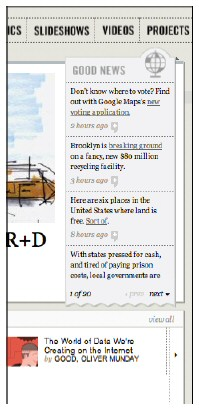 ICS SLIDESHOWS VIDEOS PROJECTS
GOOD NEWS
Don't know where to vote? Find
out with Google Maps's new
voting application.
9 hours ago
Brooklyn is breaking ground
on a fancy, new $80 million
recycling facility.
3 hours ago
Here are six places in the
United States where land is
free. Sort of.
8 hours ago
With states pressed for cash,
and tired of paying prison
costs, local governments are
1 of 20 ‹ prev next
R+D
view all
The World of Data We're
Creating on the Internet
by GOOD, OLIVER MUNDAY